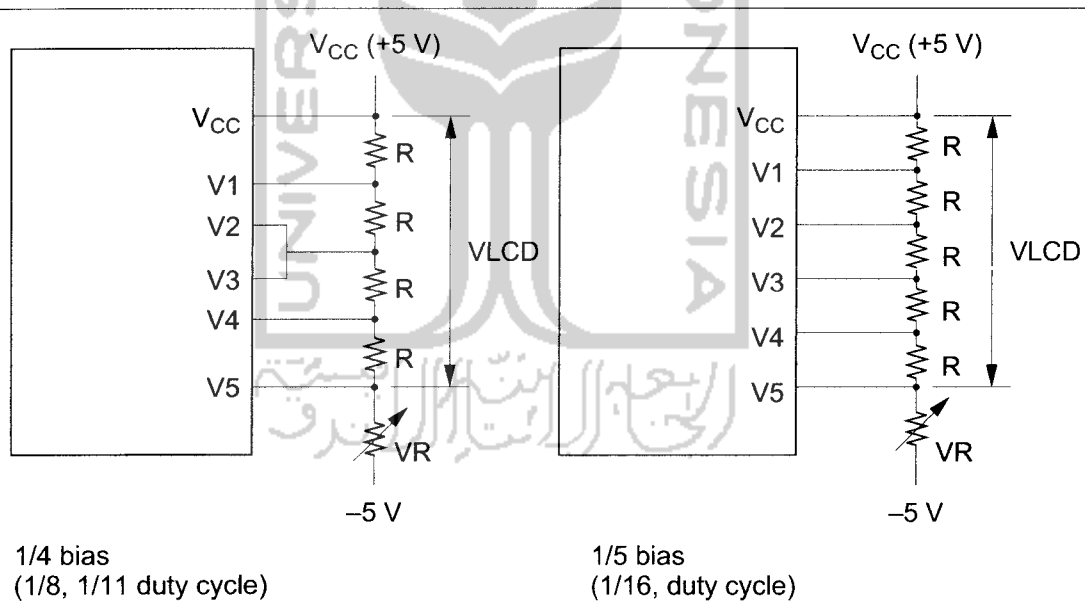 V_CC (+5 V)
V_CC
R
V1
R
V2
V3
R
V4
R
V5
VR
VLCD
–5 V
1/4 bias
(1/8, 1/11 duty cycle)
V_CC (+5 V)
V_CC
R
V1
R
V2
R
V3
R
V4
R
V5
VR
VLCD
–5 V
1/5 bias
(1/16, duty cycle)